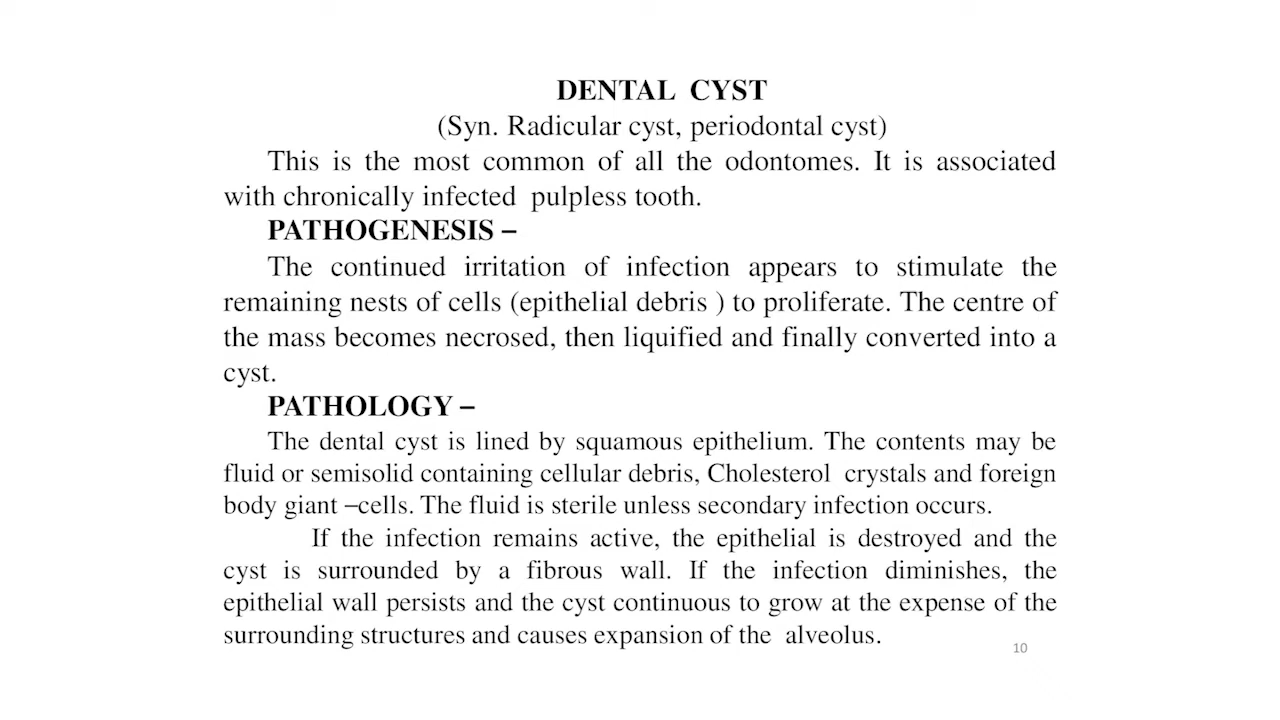 DENTAL CYST
(Syn. Radicular cyst, periodontal cyst)
This is the most common of all the odontomes. It is associated
with chronically infected pulpless tooth.
PATHOGENESIS –
The continued irritation of infection appears to stimulate the
remaining nests of cells (epithelial debris ) to proliferate. The centre of
the mass becomes necrosed, then liquified and finally converted into a
cyst.
PATHOLOGY –
The dental cyst is lined by squamous epithelium. The contents may be
fluid or semisolid containing cellular debris, Cholesterol crystals and foreign
body giant –cells. The fluid is sterile unless secondary infection occurs.
If the infection remains active, the epithelial is destroyed and the
cyst is surrounded by a fibrous wall. If the infection diminishes, the
epithelial wall persists and the cyst continuous to grow at the expense of the
surrounding structures and causes expansion of the alveolus.
10